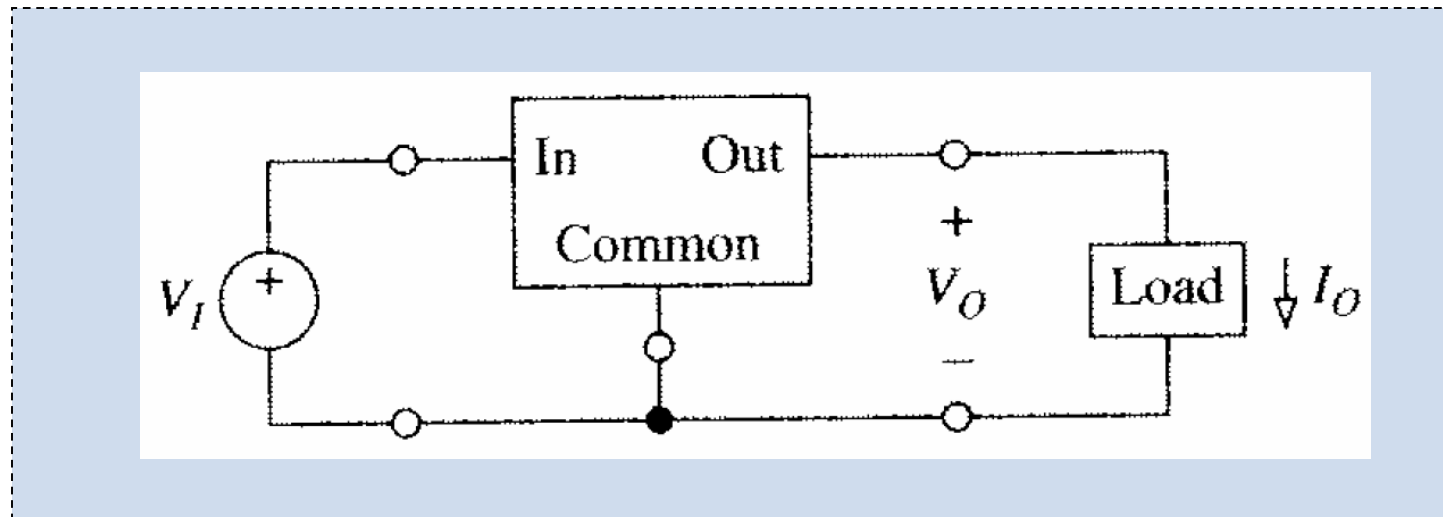 In Out
Common
+
V_I
+
V_O
−
Load
I_O